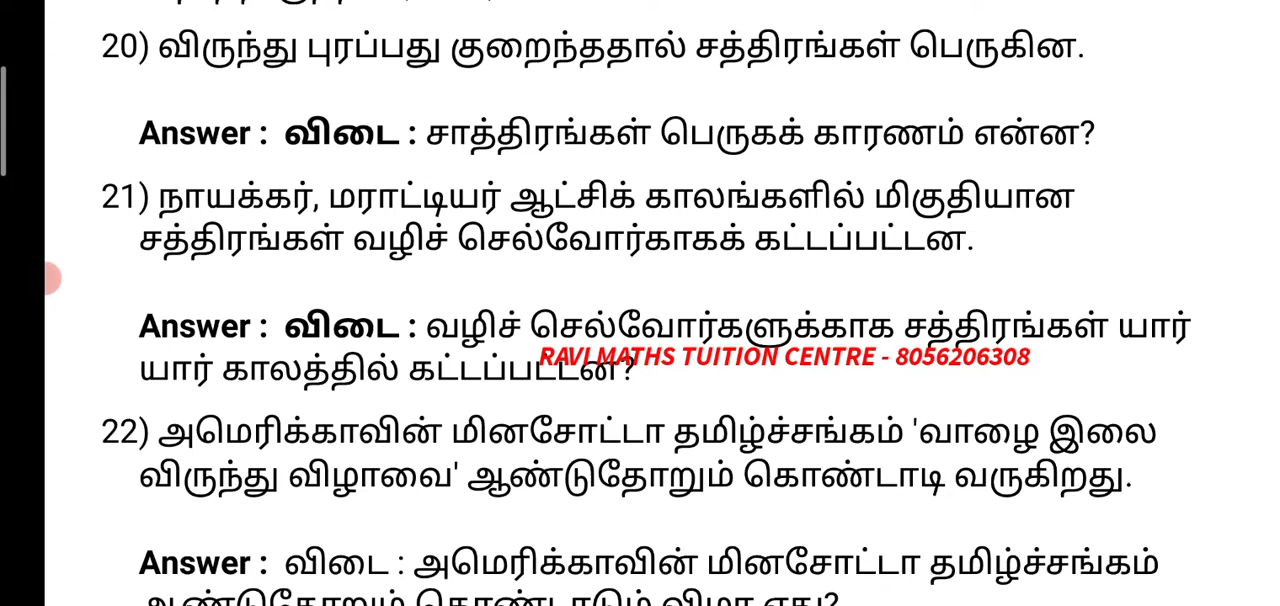 20) விருந்து புரப்பது குறைந்ததால் சத்திரங்கள் பெருகின.
Answer : விடை : சாத்திரங்கள் பெருகக் காரணம் என்ன?
21) நாயக்கர், மராட்டியர் ஆட்சிக் காலங்களில் மிகுதியான
சத்திரங்கள் வழிச் செல்வோர்காகக் கட்டப்பட்டன.
Answer : விடை : வழிச் செல்வோர்களுக்காக சத்திரங்கள் யார்
RAVI MATHS TUITION CENTRE - 8056206308
யார் காலத்தில் கட்டப்பட்டன?
22) அமெரிக்காவின் மினசோட்டா தமிழ்ச்சங்கம் 'வாழை இலை
விருந்து விழாவை' ஆண்டுதோறும் கொண்டாடி வருகிறது.
Answer : விடை : அமெரிக்காவின் மினசோட்டா தமிழ்ச்சங்கம்
ஆண்டுதோறும் கொண்டாடும் விழா எது?